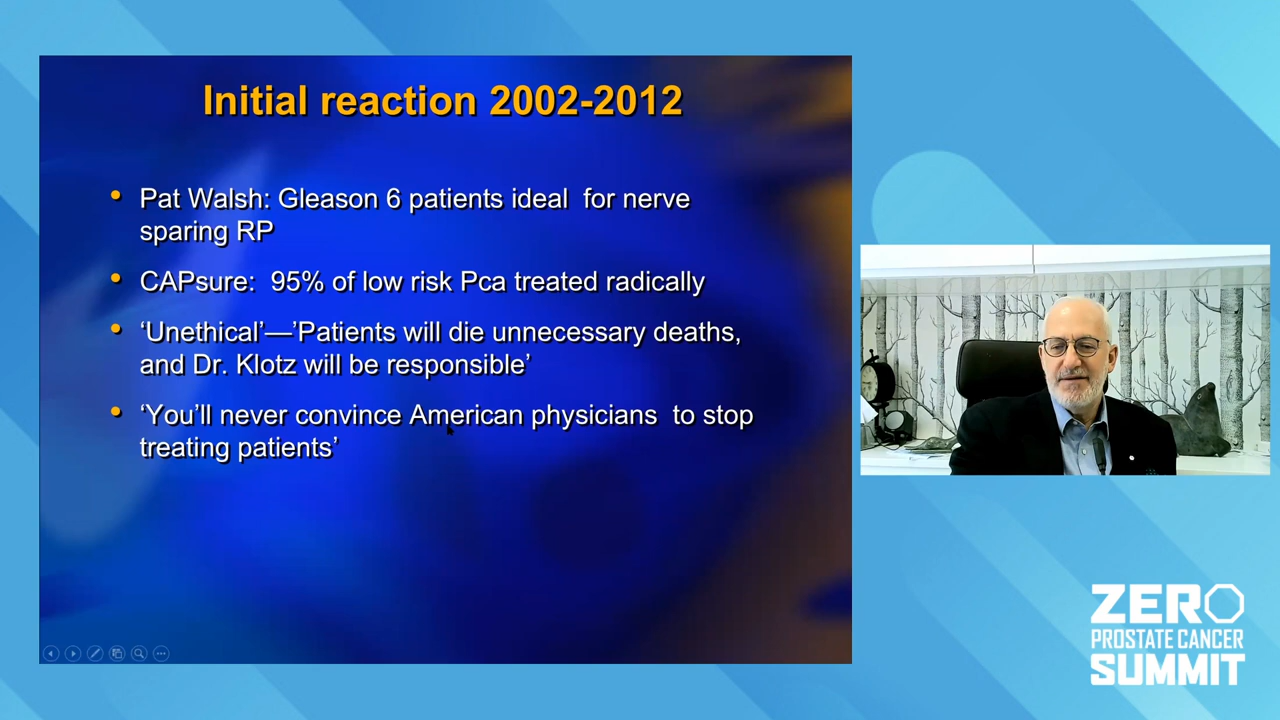 Initial reaction 2002-2012
• Pat Walsh: Gleason 6 patients ideal  for nerve
sparing RP
• CAPsure:  95% of low risk Pca treated radically
• ‘Unethical’—’Patients will die unnecessary deaths,
and Dr. Klotz will be responsible’
• ‘You’ll never convince American physicians  to stop
treating patients’
ZERO
PROSTATE CANCER
SUMMIT